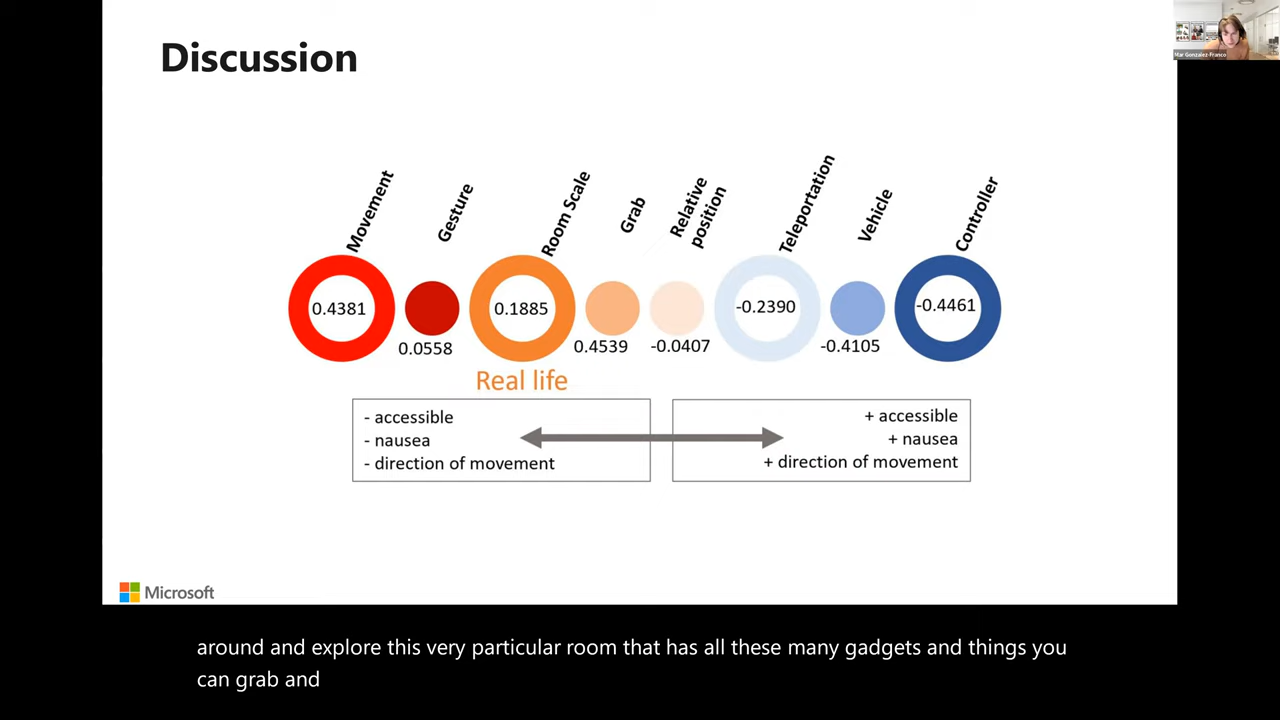 Discussion
Mar Gonzalez-Franco
Movement
Gesture
Room Scale
Grab
Relative
position
Teleportation
Vehicle
Controller
0.4381
0.0558
0.1885
0.4539
-0.0407
-0.2390
-0.4105
-0.4461
Real life
- accessible
- nausea
- direction of movement
+ accessible
+ nausea
+ direction of movement
Microsoft
around and explore this very particular room that has all these many gadgets and things you
can grab and